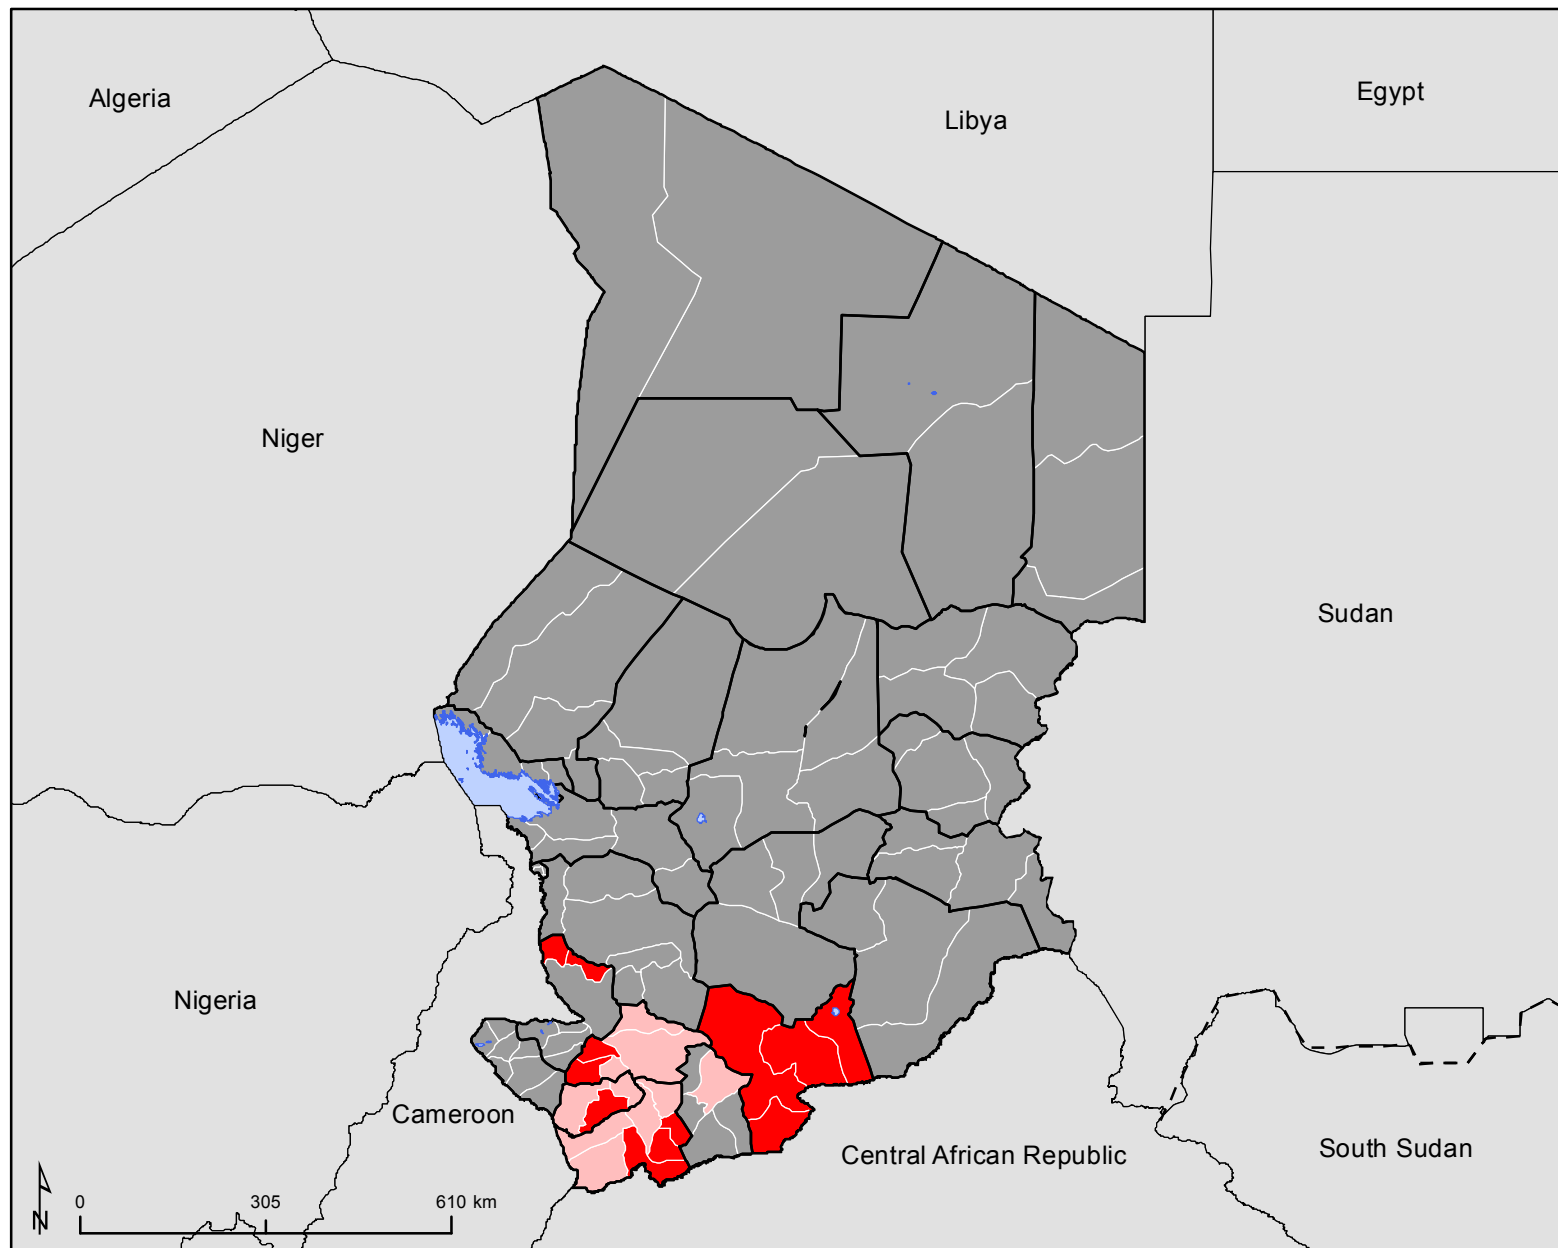 Algeria
Libya
Egypt
Niger
Sudan
Nigeria
Cameroon
Central African Republic
South Sudan
N
0 305 610 km